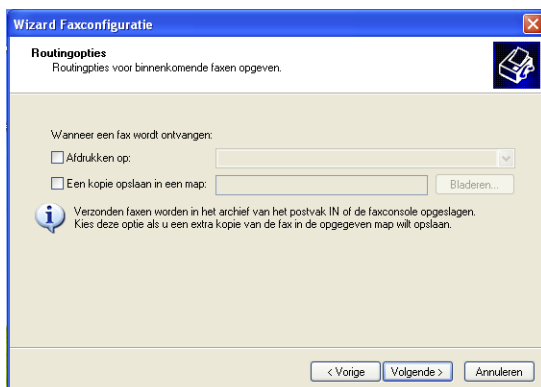 Wizard Faxconfiguratie
Routingopties
Routingpties voor binnenkomende faxen opgeven.
Wanneer een fax wordt ontvangen:
Afdrukken op:
Een kopie opslaan in een map:
Bladeren...
Verzonden faxen worden in het archief van het postvak IN of de faxconsole opgeslagen.
Kies deze optie als u een extra kopie van de fax in de opgegeven map wilt opslaan.
< Vorige
Volgende >
Annuleren